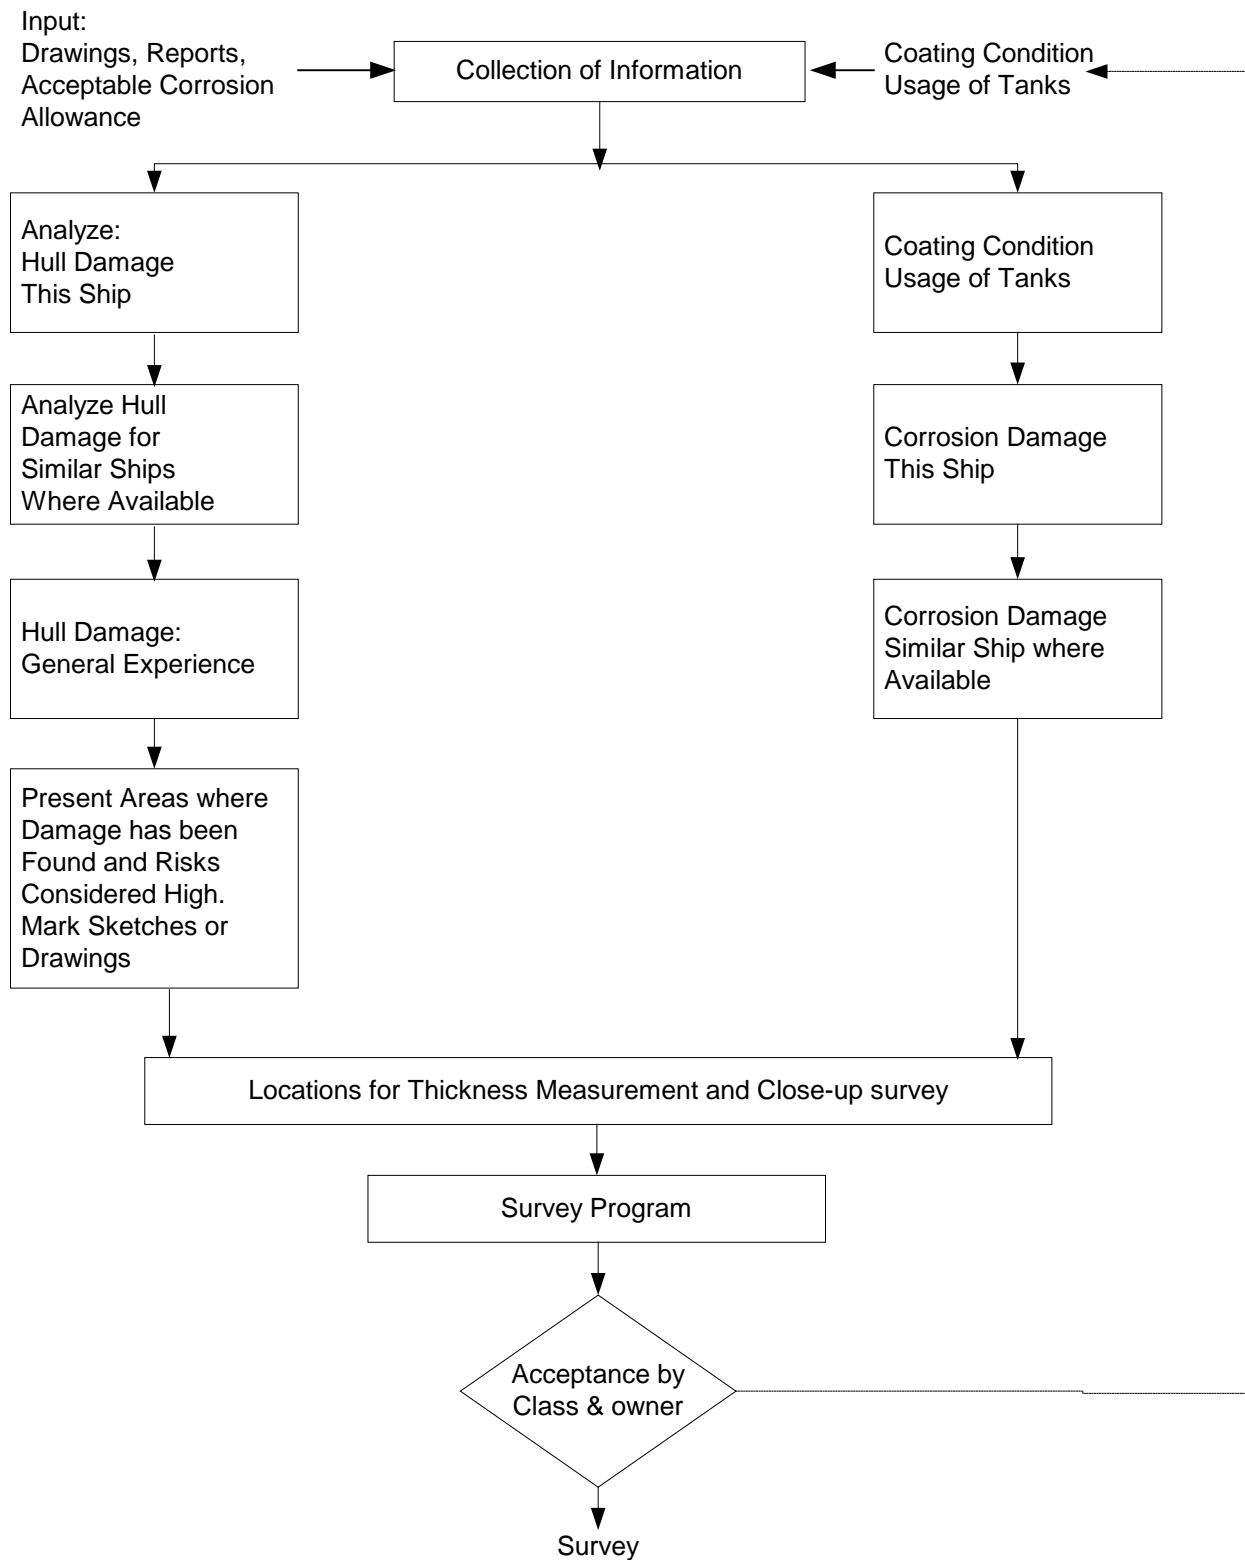 Input:
Drawings, Reports,
Acceptable Corrosion
Allowance
Collection of Information
Coating Condition
Usage of Tanks
Analyze:
Hull Damage
This Ship
Coating Condition
Usage of Tanks
Analyze Hull
Damage for
Similar Ships
Where Available
Corrosion Damage
This Ship
Hull Damage:
General Experience
Corrosion Damage
Similar Ship where
Available
Present Areas where
Damage has been
Found and Risks
Considered High.
Mark Sketches or
Drawings
Locations for Thickness Measurement and Close-up survey
Survey Program
Acceptance by
Class & owner
Survey